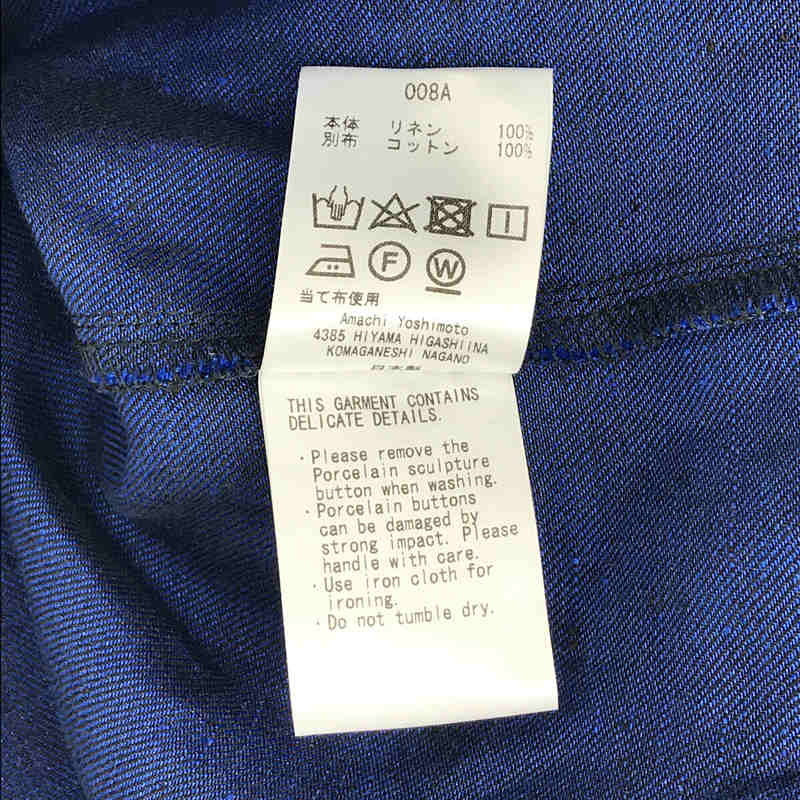 008A
本体 リネン 100%
別布 コットン 100%
F W
当て布使用
Amachi Yoshimoto
4385 HIYAMA HIGASHIINA
KOMAGANESHI NAGANO
日本製
THIS GARMENT CONTAINS
DELICATE DETAILS.
・Please remove the
Porcelain sculpture
button when washing.
・Porcelain buttons
can be damaged by
strong impact. Please
handle with care.
・Use iron cloth for
ironing.
・Do not tumble dry.